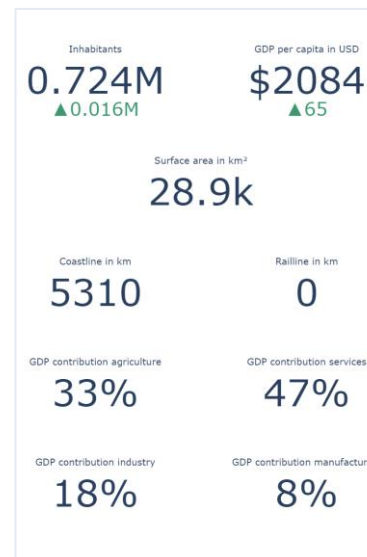 Inhabitants
0.724M
▲0.016M
GDP per capita in USD
$2084
▲65
Surface area in km²
28.9k
Coastline in km
5310
Railline in km
0
GDP contribution agriculture
33%
GDP contribution services
47%
GDP contribution industry
18%
GDP contribution manufactur
8%